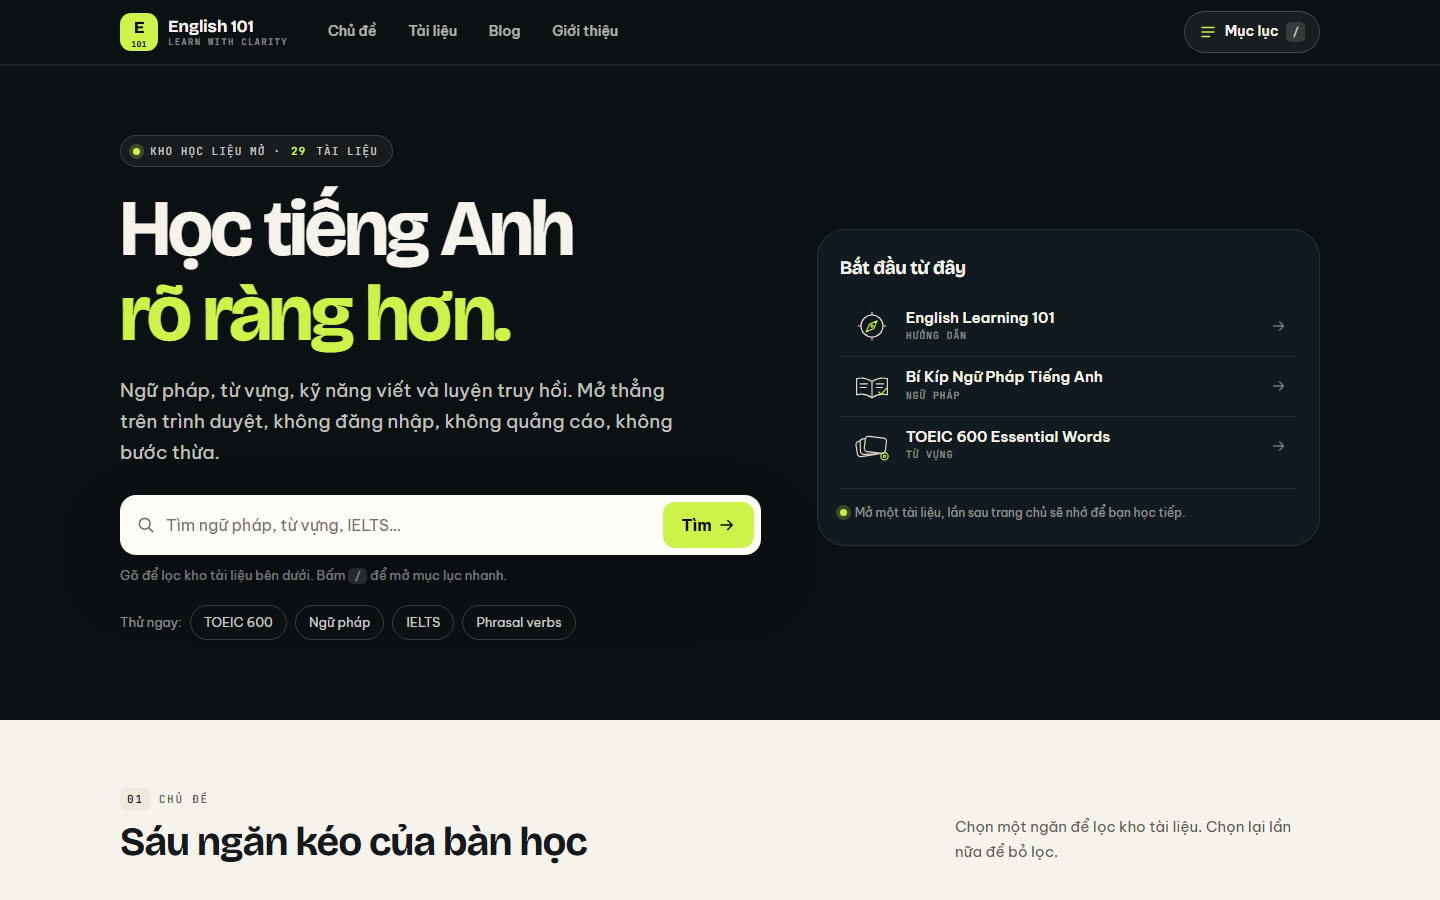 E
101
English 101
LEARN WITH CLARITY
Chủ đề
Tài liệu
Blog
Giới thiệu
Mục lục /
KHO HỌC LIỆU MỞ · 29 TÀI LIỆU
Học tiếng Anh
rõ ràng hơn.
Ngữ pháp, từ vựng, kỹ năng viết và luyện truy hồi. Mở thẳng
trên trình duyệt, không đăng nhập, không quảng cáo, không
bước thừa.
Tìm ngữ pháp, từ vựng, IELTS...
Tìm →
Gõ để lọc kho tài liệu bên dưới. Bấm / để mở mục lục nhanh.
Thử ngay:
TOEIC 600
Ngữ pháp
IELTS
Phrasal verbs
Bắt đầu từ đây
English Learning 101
HƯỚNG DẪN
→
Bí Kíp Ngữ Pháp Tiếng Anh
NGỮ PHÁP
→
TOEIC 600 Essential Words
TỪ VỰNG
→
Mở một tài liệu, lần sau trang chủ sẽ nhớ để bạn học tiếp.
01 CHỦ ĐỀ
Sáu ngăn kéo của bàn học
Chọn một ngăn để lọc kho tài liệu. Chọn lại lần
nữa để bỏ lọc.